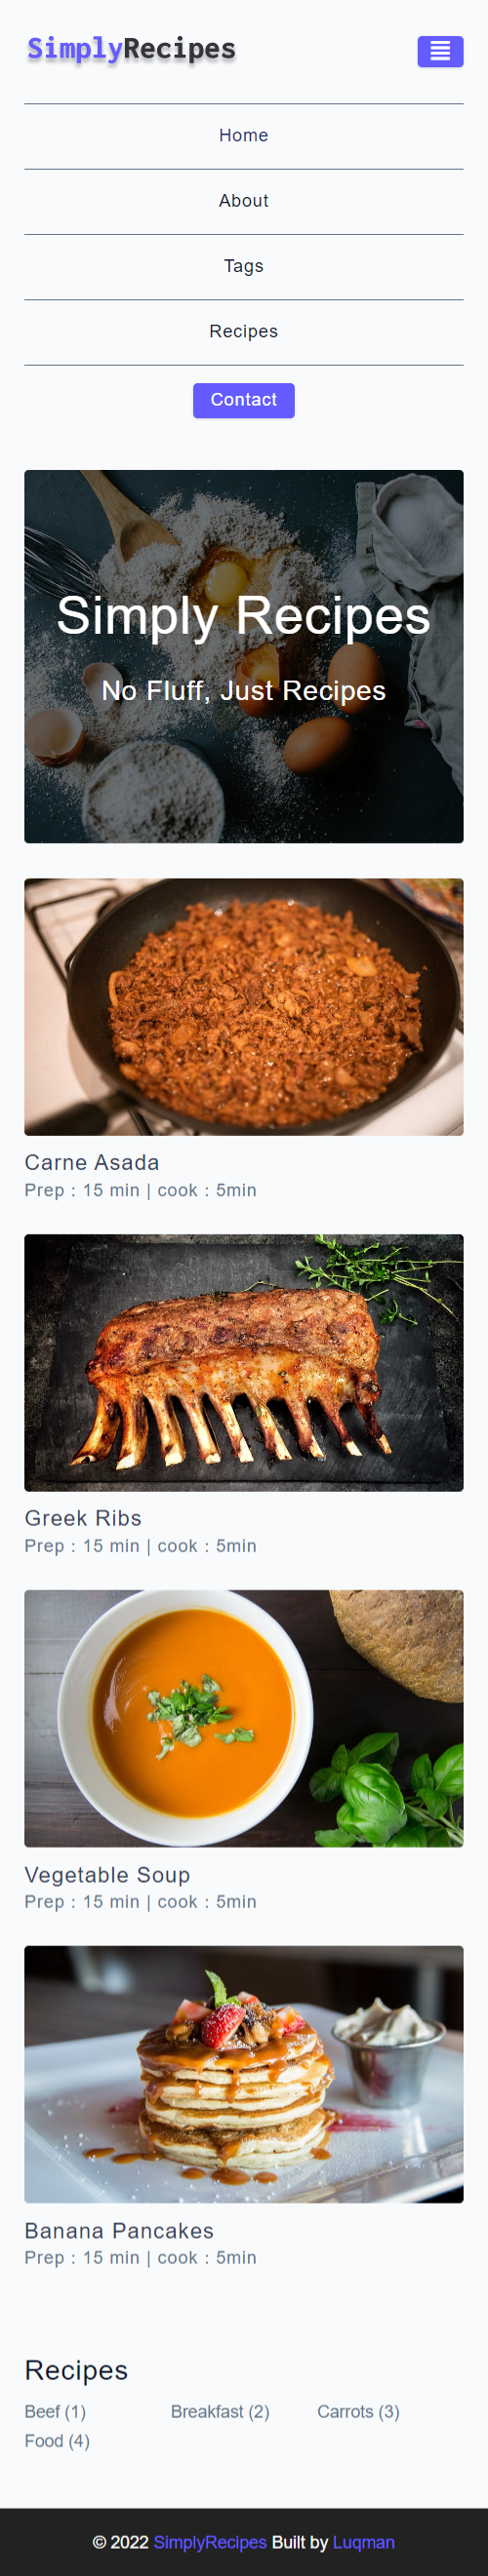 SimplyRecipes
Home
About
Tags
Recipes
Contact
Simply Recipes
No Fluff, Just Recipes
Carne Asada
Prep : 15 min | cook : 5min
Greek Ribs
Prep : 15 min | cook : 5min
Vegetable Soup
Prep : 15 min | cook : 5min
Banana Pancakes
Prep : 15 min | cook : 5min
Recipes
Beef (1) Breakfast (2) Carrots (3)
Food (4)
© 2022 SimplyRecipes Built by Luqman